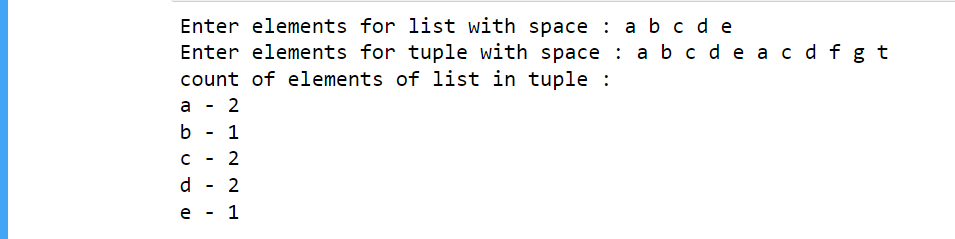 Enter elements for list with space : a b c d e
Enter elements for tuple with space : a b c d e a c d f g t
count of elements of list in tuple :
a - 2
b - 1
c - 2
d - 2
e - 1